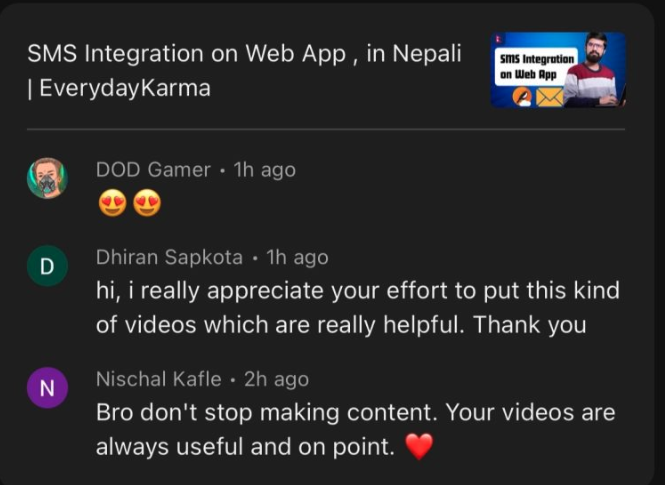 SMS Integration on Web App , in Nepali
| EverydayKarma
SMS Integration
on Web App
DOD Gamer • 1h ago
😍😍
D
Dhiran Sapkota • 1h ago
hi, i really appreciate your effort to put this kind
of videos which are really helpful. Thank you
N
Nischal Kafle • 2h ago
Bro don't stop making content. Your videos are
always useful and on point. ❤️